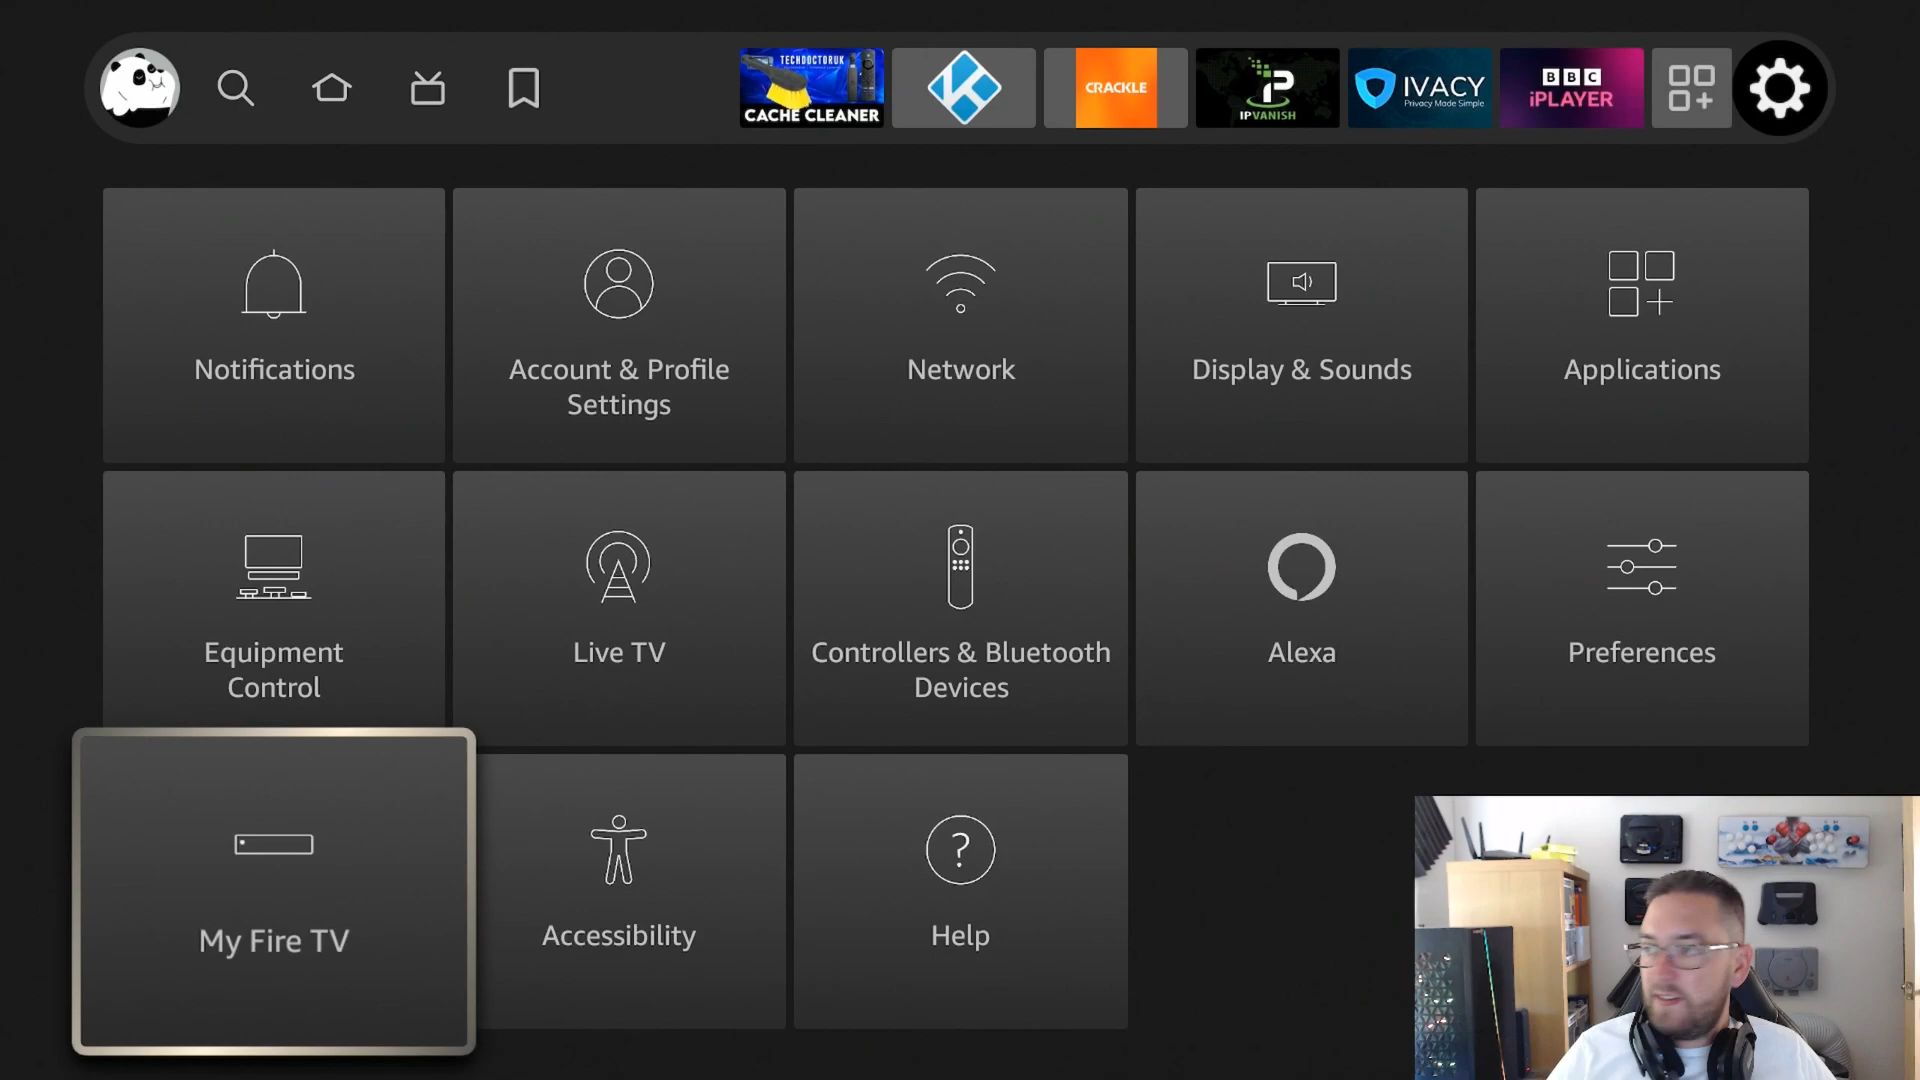 TECHDOCTORUK
CACHE CLEANER
CRACKLE
IPVANISH
IVACY
Privacy Made Simple
BBC
iPLAYER
Notifications
Account & Profile
Settings
Network
Display & Sounds
Applications
Equipment
Control
Live TV
Controllers & Bluetooth
Devices
Alexa
Preferences
My Fire TV
Accessibility
Help